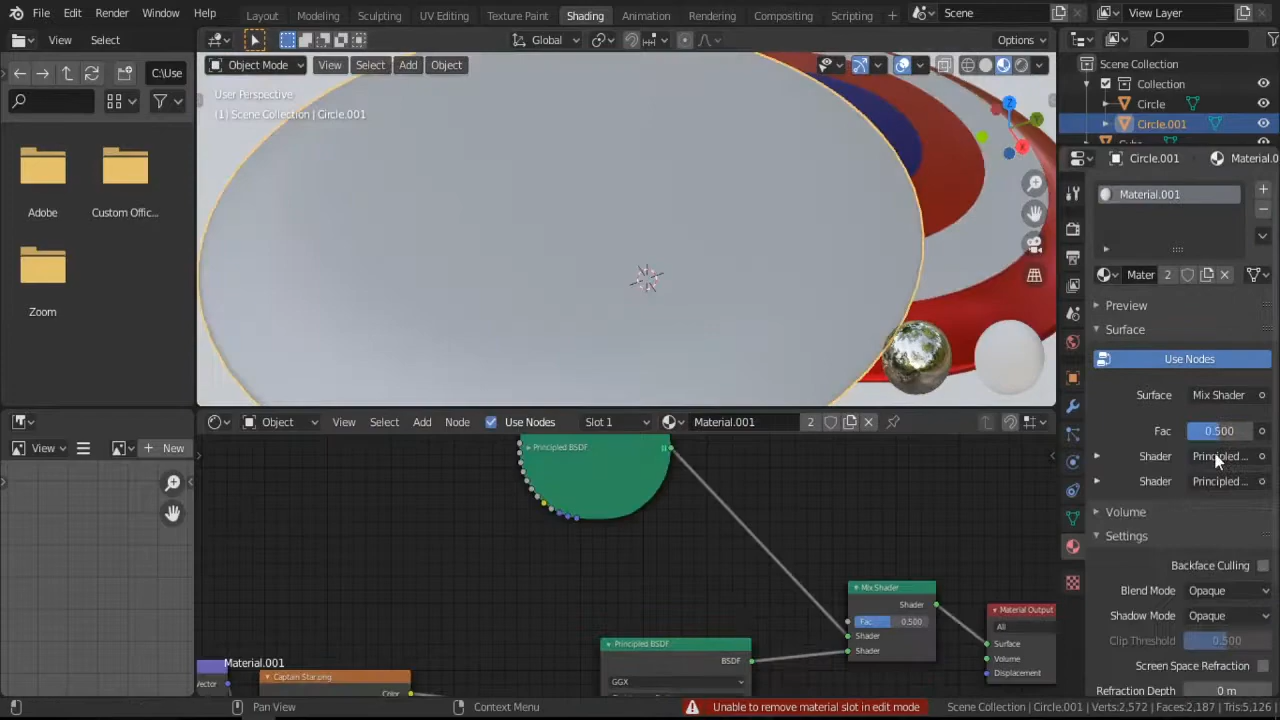 File Edit Render Window Help Layout Modeling Sculpting UV Editing Texture Paint Shading Animation Rendering Compositing Scripting + Scene View Layer
View Select Global Options
C:\Use
Object Mode View Select Add Object
User Perspective
(1) Scene Collection | Circle.001
Z
Y
X
Adobe
Custom Offic...
Zoom
Scene Collection
Collection
Circle
Circle.001
Circle.001 Material.0
Material.001
Mater 2
Preview
Surface
Use Nodes
Surface Mix Shader
Fac 0.500
Shader Principled ...
Shader Principled ...
Volume
Settings
Backface Culling
Blend Mode Opaque
Shadow Mode Opaque
Clip Threshold 0.500
Screen Space Refraction
Refraction Depth 0 m
View New
Object View Select Add Node Use Nodes Slot 1 Material.001 2
Principled BSDF
Mix Shader
Shader
Fac 0.500
Shader
Shader
Material Output
All
Surface
Volume
Displacement
Principled BSDF
BSDF
GGX
Material.001
Vector
Captain Star.png
Color
Pan View Context Menu Unable to remove material slot in edit mode Scene Collection | Circle.001 | Verts:2,572 | Faces:2,187 | Tris:5,126